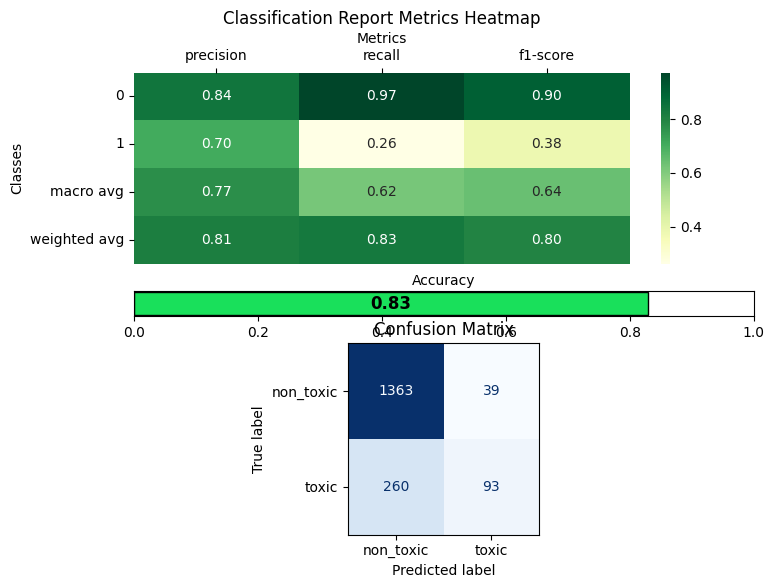 Classification Report Metrics Heatmap
Metrics
precision recall f1-score
Classes
0 0.84 0.97 0.90
1 0.70 0.26 0.38
macro avg 0.77 0.62 0.64
weighted avg 0.81 0.83 0.80
0.8
0.6
0.4
Accuracy
0.83
0.0 0.2 0.4 0.6 0.8 1.0
Confusion Matrix
True label
non_toxic 1363 39
toxic 260 93
non_toxic toxic
Predicted label